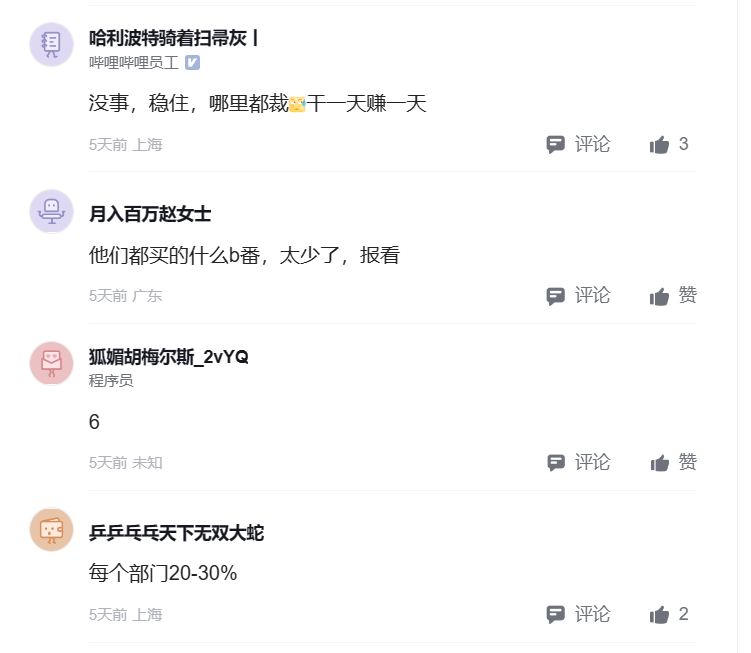 哈利波特骑着扫帚灰丨
哔哩哔哩员工
没事，稳住，哪里都裁干一天赚一天
5天前 上海 评论 3
月入百万赵女士
他们都买的什么b番，太少了，报看
5天前 广东 评论 赞
狐媚胡梅尔斯_2vYQ
程序员
6
5天前 未知 评论 赞
乒乒乓乓天下无双大蛇
每个部门20-30%
5天前 上海 评论 2